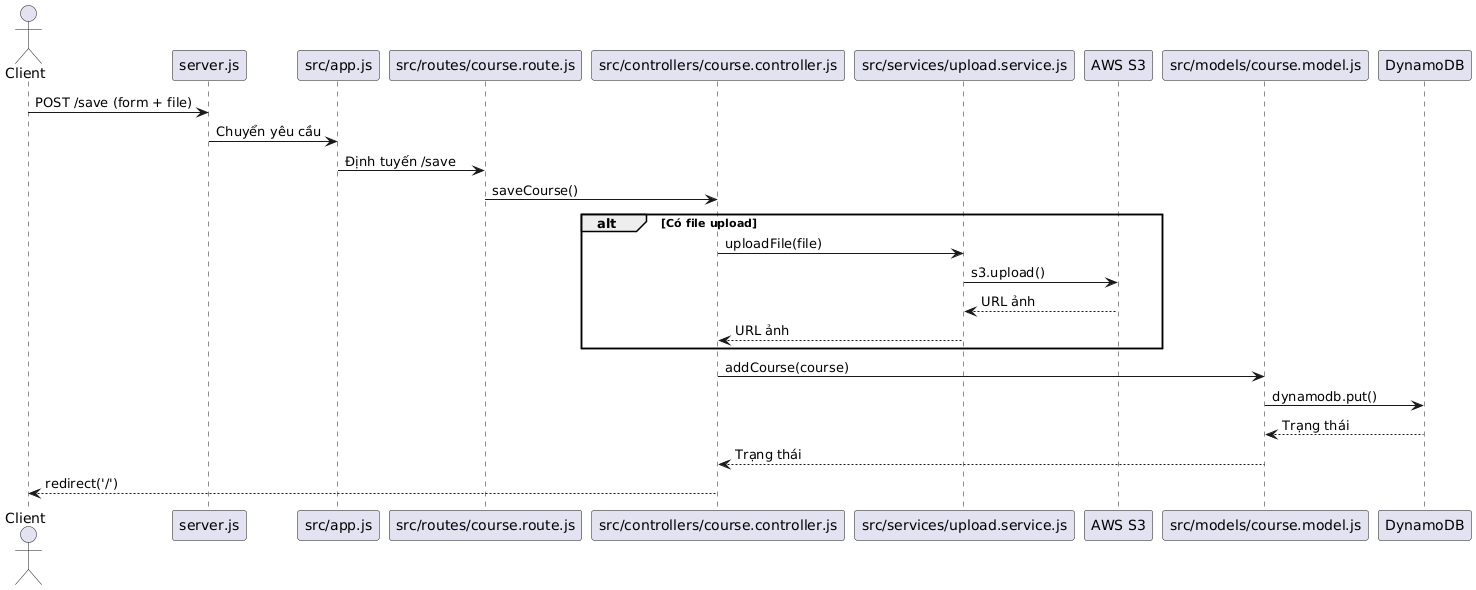 Client
server.js
src/app.js
src/routes/course.route.js
src/controllers/course.controller.js
src/services/upload.service.js
AWS S3
src/models/course.model.js
DynamoDB
POST /save (form + file)
Chuyển yêu cầu
Định tuyến /save
saveCourse()
alt
[Có file upload]
uploadFile(file)
s3.upload()
URL ảnh
URL ảnh
addCourse(course)
dynamodb.put()
Trạng thái
Trạng thái
redirect('/')
Client
server.js
src/app.js
src/routes/course.route.js
src/controllers/course.controller.js
src/services/upload.service.js
AWS S3
src/models/course.model.js
DynamoDB